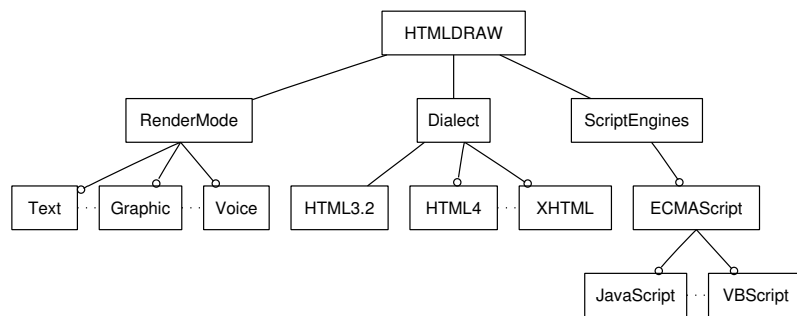 HTMLDRAW
RenderMode
Dialect
ScriptEngines
Text
Graphic
Voice
HTML3.2
HTML4
XHTML
ECMAScript
JavaScript
VBScript